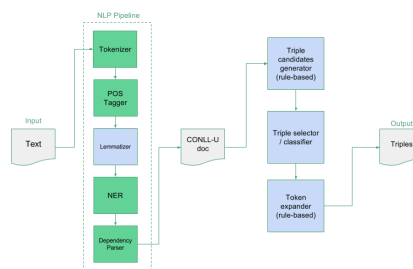 NLP Pipeline
Tokenizer
POS
Tagger
Lemmatizer
NER
Dependency
Parser
Input
Text
CONLL-U
doc
Triple
candidates
generator
(rule-based)
Triple selector
/ classifier
Token
expander
(rule-based)
Output
Triples